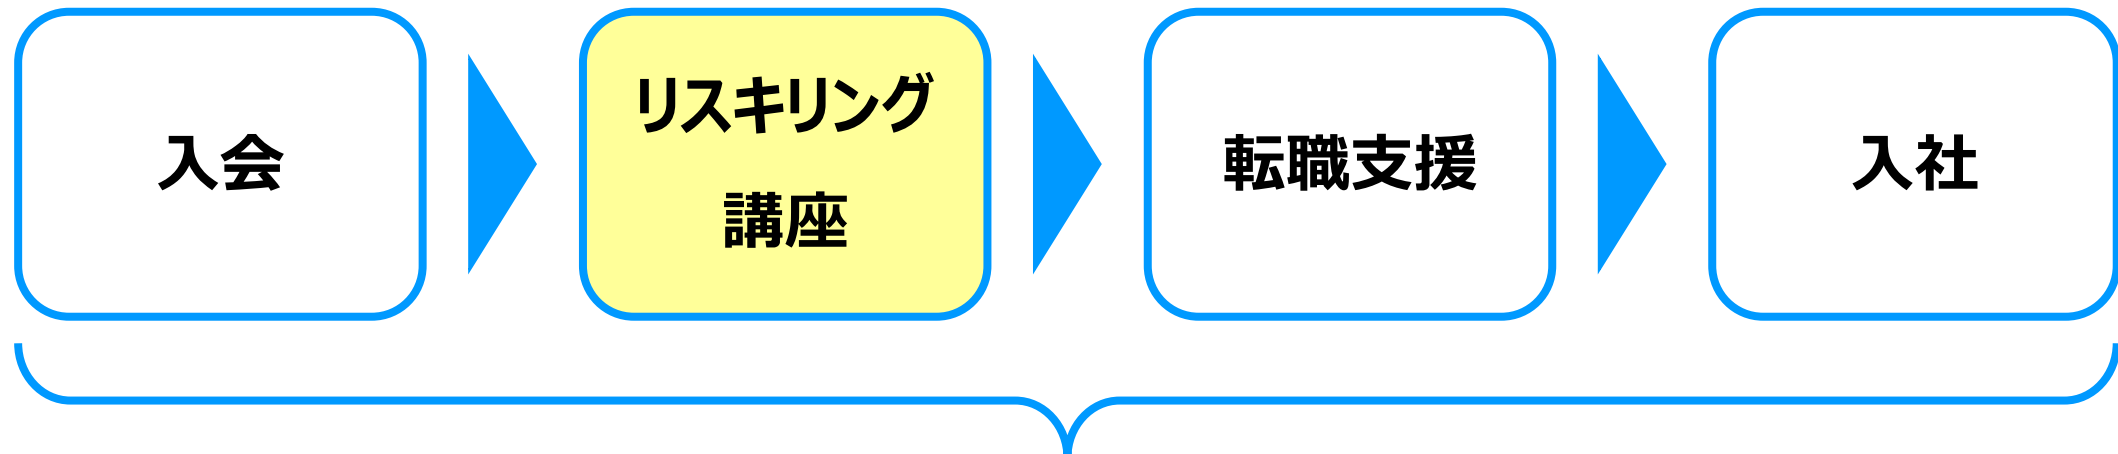 入会
リスキリング
講座
転職支援
入社